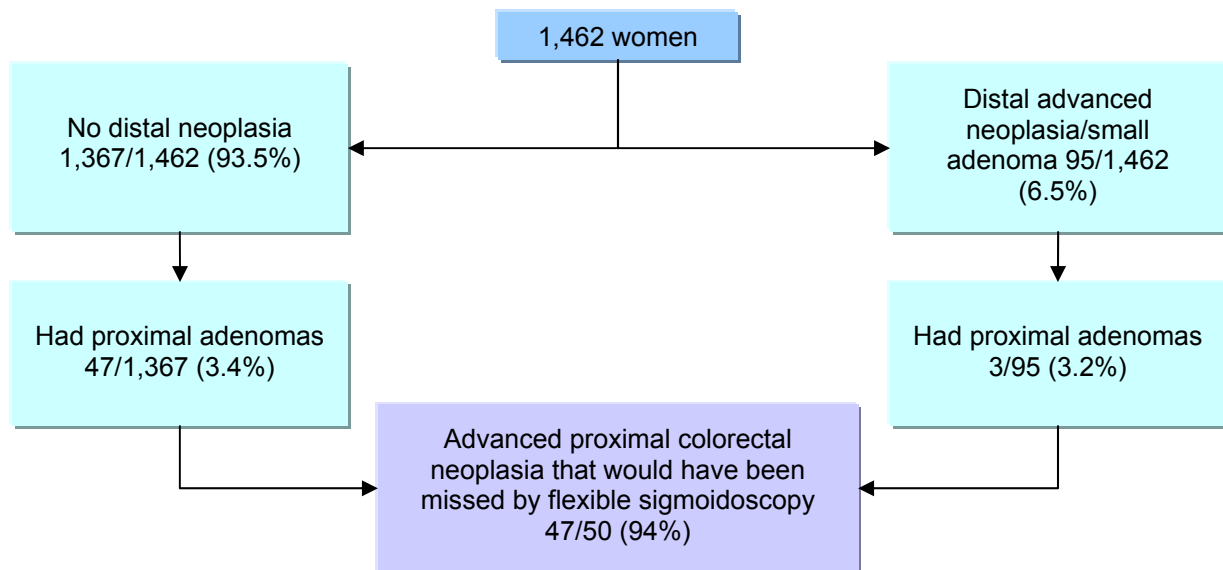 1,462 women
No distal neoplasia
1,367/1,462 (93.5%)
Distal advanced
neoplasia/small
adenoma 95/1,462
(6.5%)
Had proximal adenomas
47/1,367 (3.4%)
Had proximal adenomas
3/95 (3.2%)
Advanced proximal colorectal
neoplasia that would have been
missed by flexible sigmoidoscopy
47/50 (94%)